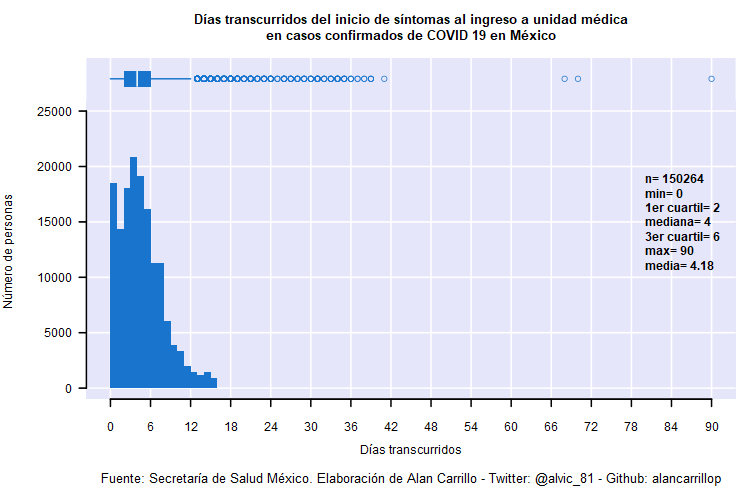 Días transcurridos del inicio de síntomas al ingreso a unidad médica
en casos confirmados de COVID 19 en México
Número de personas
25000
20000
15000
10000
5000
0
n= 150264
min= 0
1er cuartil= 2
mediana= 4
3er cuartil= 6
max= 90
media= 4.18
0 6 12 18 24 30 36 42 48 54 60 66 72 78 84 90
Días transcurridos
Fuente: Secretaría de Salud México. Elaboración de Alan Carrillo - Twitter: @alvic_81 - Github: alancarrillop